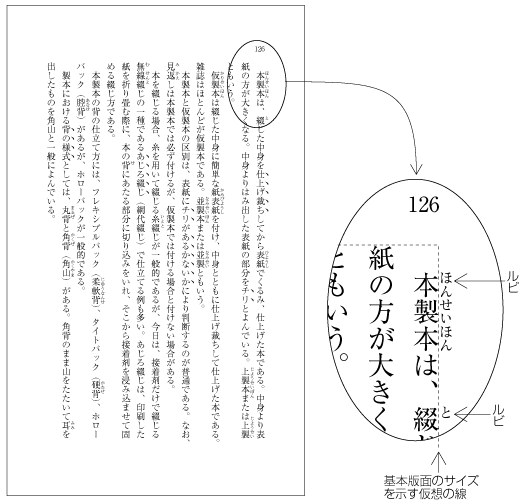 126
本製本は、綴じた中身を仕上げ裁ちしてから表紙でくるみ、仕上げた本である。中身より表
紙の方が大きくなる。中身よりはみ出した表紙の部分をチリとよんでいる。上製本または上製
ともいう。
仮製本は綴じた中身に簡単な紙表紙を付け、中身とともに仕上げ裁ちして仕上げた本である。
雑誌はほとんどが仮製本である。並製本または並製ともいう。
本製本と仮製本の区別は、表紙にチリがあるかないかにより判断するのが普通である。なお、
見返しは本製本では必ず付けるが、仮製本では付ける場合と付けない場合がある。
本を綴じる場合、糸を用いて綴じる糸綴じが一般的であるが、今日は、接着剤だけで綴じる
無線綴じの一種であるあじろ綴じ（網代綴じ）で仕立てる例も多い。あじろ綴じは、印刷した
紙を折り畳む際に、本の背にあたる部分に切り込みをいれ、そこから接着剤を浸み込ませて固
める綴じ方である。
本製本の背の仕立て方には、フレキシブルバック（柔軟背）、タイトバック（硬背）、ホロー
バック（腔背）があるが、ホローバックが一般的である。
製本における背の様式としては、丸背と角背（角山）がある。角背のまま山をたたいて耳を
出したものを角山と一般によんでいる。
126
ほんせいほん
と
本製本は、綴じ
紙の方が大きく
ともいう。
ルビ
ルビ
基本版面のサイズ
を示す仮想の線